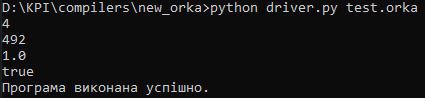 D:\KPI\compilers\new_orka>python driver.py test.orka
4
492
1.0
true
Програма виконана успішно.